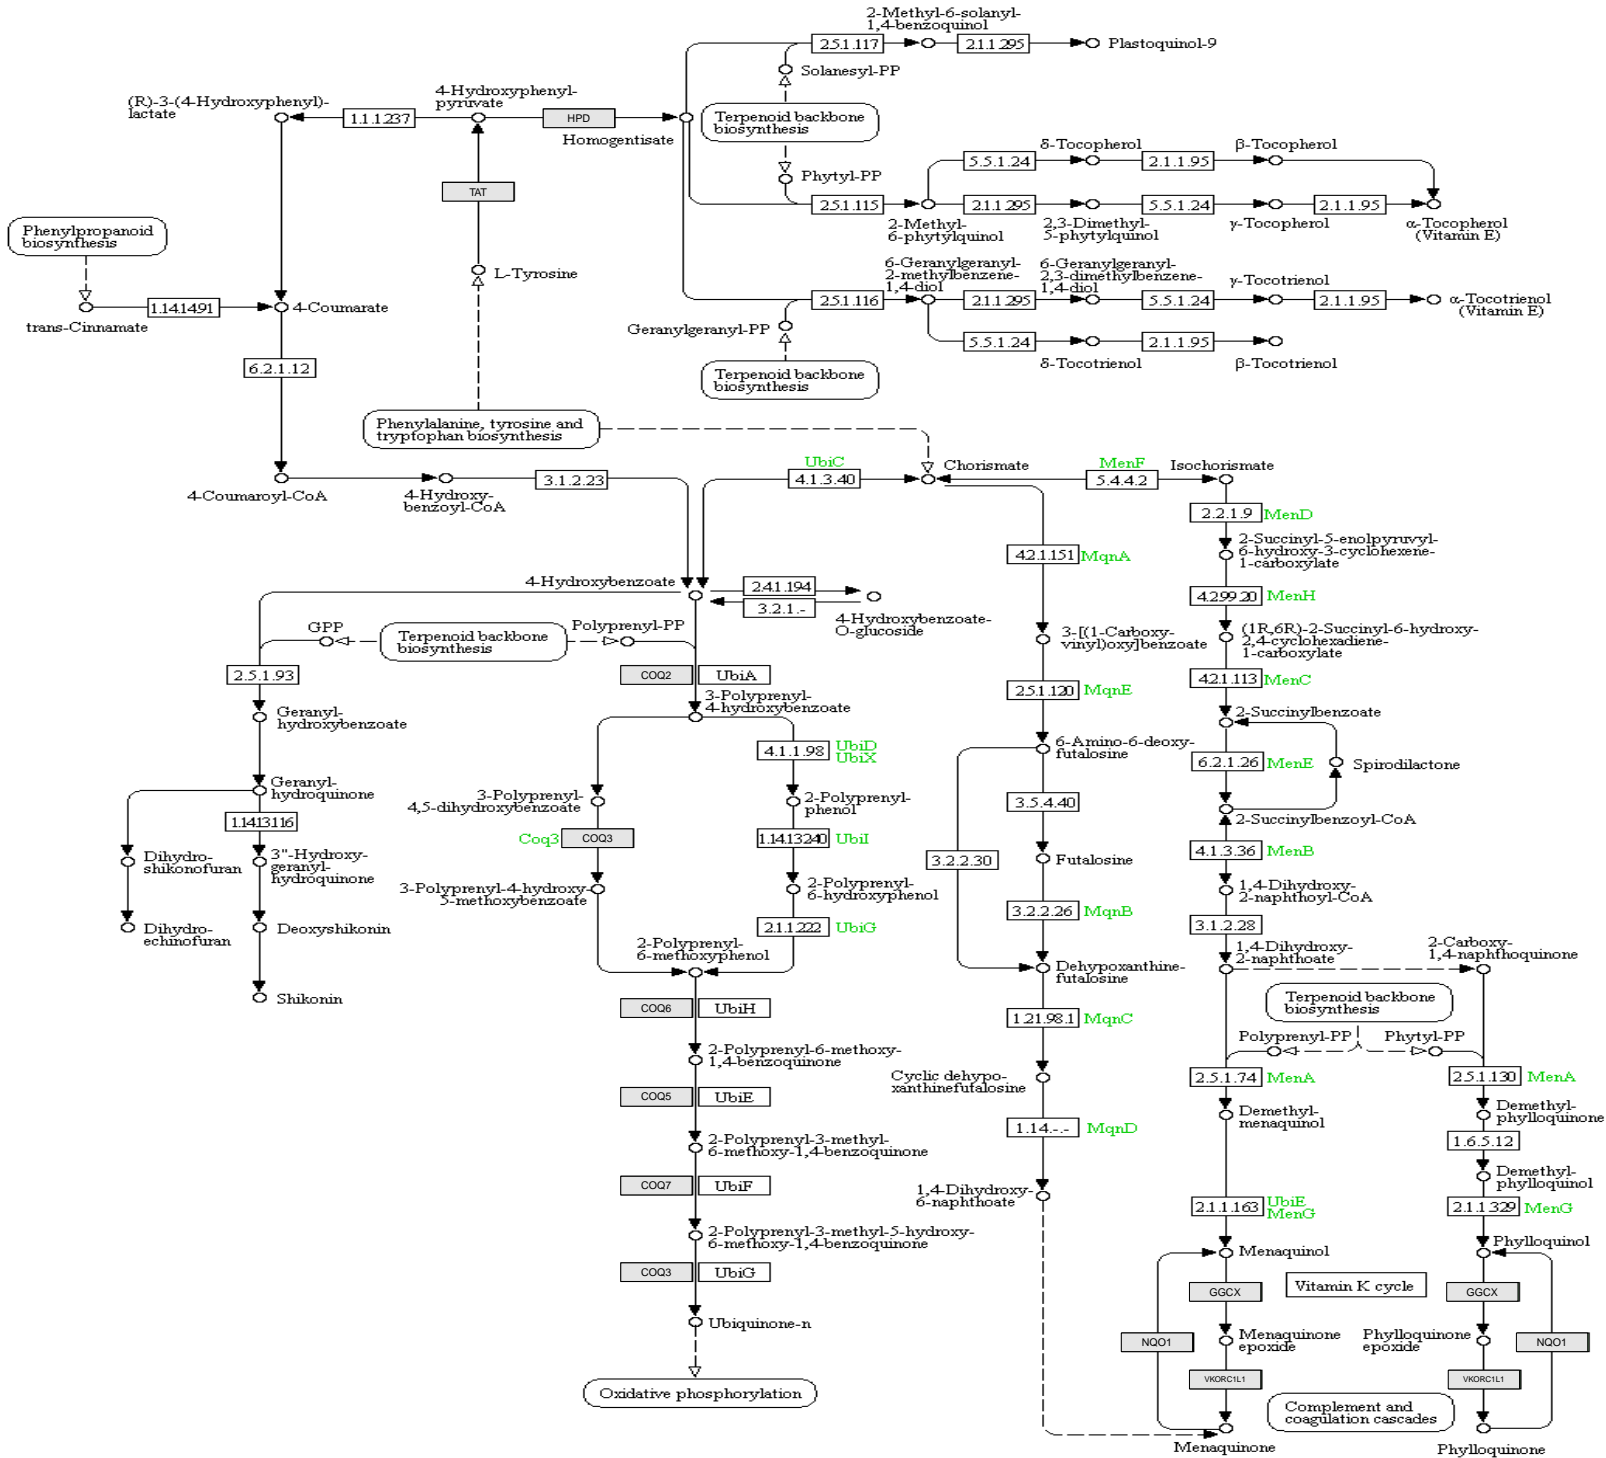 2-Methyl-6-solanyl-
1,4-benzoquinol
2.5.1.117
2.1.1.295
Plastoquinol-9
Solanesyl-PP
(R)-3-(4-Hydroxyphenyl)-
lactate
1.1.1.237
4-Hydroxyphenyl-
pyruvate
HPD
Homogentisate
Terpenoid backbone
biosynthesis
δ-Tocopherol
β-Tocopherol
5.5.1.24
2.1.1.95
Phytyl-PP
TAT
2.5.1.115
2.1.1.295
5.5.1.24
2.1.1.95
2-Methyl-
6-phytylquinol
2,3-Dimethyl-
5-phytylquinol
γ-Tocopherol
α-Tocopherol
(Vitamin E)
Phenylpropanoid
biosynthesis
L-Tyrosine
6-Geranylgeranyl-
2-methylbenzene-
1,4-diol
6-Geranylgeranyl-
2,3-dimethylbenzene-
1,4-diol
γ-Tocotrienol
2.5.1.116
2.1.1.295
5.5.1.24
2.1.1.95
α-Tocotrienol
(Vitamin E)
trans-Cinnamate
1.14.14.91
4-Coumarate
Geranylgeranyl-PP
5.5.1.24
2.1.1.95
δ-Tocotrienol
β-Tocotrienol
6.2.1.12
Terpenoid backbone
biosynthesis
Phenylalanine, tyrosine and
tryptophan biosynthesis
UbiC
4.1.3.40
Chorismate
MenF
5.4.4.2
Isochorismate
4-Coumaroyl-CoA
4-Hydroxy-
benzoyl-CoA
3.1.2.23
2.2.1.9
MenD
2-Succinyl-5-enolpyruvyl-
6-hydroxy-3-cyclohexene-
1-carboxylate
4.2.1.151
MqnA
4-Hydroxybenzoate
2.4.1.194
3.2.1.-
4-Hydroxybenzoate-
O-glucoside
4.2.99.20
MenH
GPP
Terpenoid backbone
biosynthesis
Polyprenyl-PP
3-[(1-Carboxy-
vinyl)oxy]benzoate
(1R,6R)-2-Succinyl-6-hydroxy-
2,4-cyclohexadiene-
1-carboxylate
2.5.1.93
COQ2
UbiA
2.5.1.120
MqnE
4.2.1.113
MenC
Geranyl-
hydroxybenzoate
3-Polyprenyl-
4-hydroxybenzoate
2-Succinylbenzoate
4.1.1.98
UbiD
UbiX
6-Amino-6-deoxy-
futalosine
6.2.1.26
MenE
Spirodilactone
Geranyl-
hydroquinone
3-Polyprenyl-
4,5-dihydroxybenzoate
2-Polyprenyl-
phenol
3.5.4.40
2-Succinylbenzoyl-CoA
1.14.13.116
Coq3
COQ3
1.14.13.240
UbiI
4.1.3.36
MenB
Dihydro-
shikonofuran
3"-Hydroxy-
geranyl-
hydroquinone
3.2.2.30
Futalosine
3-Polyprenyl-4-hydroxy-
5-methoxybenzoate
2-Polyprenyl-
6-hydroxyphenol
1,4-Dihydroxy-
2-naphthoyl-CoA
3.2.2.26
MqnB
Dihydro-
echinofuran
Deoxyshikonin
2.1.1.222
UbiG
3.1.2.28
2-Polyprenyl-
6-methoxyphenol
1,4-Dihydroxy-
2-naphthoate
2-Carboxy-
1,4-naphthoquinone
Dehypoxanthine-
futalosine
Shikonin
COQ6
UbiH
1.21.98.1
MqnC
Terpenoid backbone
biosynthesis
Polyprenyl-PP
Phytyl-PP
2-Polyprenyl-6-methoxy-
1,4-benzoquinone
Cyclic dehypo-
xanthinefutalosine
2.5.1.74
MenA
2.5.1.130
MenA
COQ5
UbiE
Demethyl-
menaquinol
Demethyl-
phylloquinone
1.14.-.-
MqnD
1.6.5.12
2-Polyprenyl-3-methyl-
6-methoxy-1,4-benzoquinone
Demethyl-
phylloquinol
COQ7
UbiF
1,4-Dihydroxy-
6-naphthoate
2.1.1.163
UbiE
MenG
2.1.1.329
MenG
2-Polyprenyl-3-methyl-5-hydroxy-
6-methoxy-1,4-benzoquinone
Menaquinol
Phylloquinol
COQ3
UbiG
GGCX
Vitamin K cycle
GGCX
Ubiquinone-n
NQO1
Menaquinone
epoxide
Phylloquinone
epoxide
NQO1
VKORC1L1
VKORC1L1
Oxidative phosphorylation
Complement and
coagulation cascades
Menaquinone
Phylloquinone